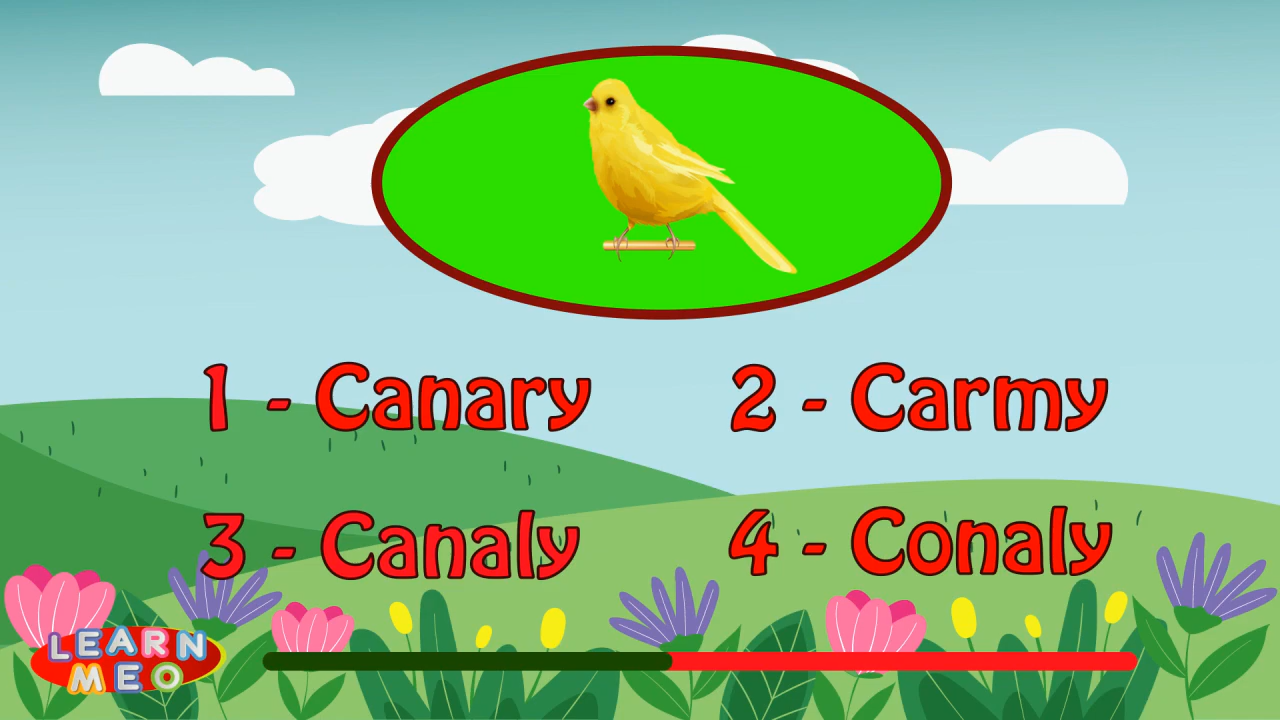 1 - Canary
2 - Carmy
3 - Canaly
4 - Conaly
LEARN
MEO